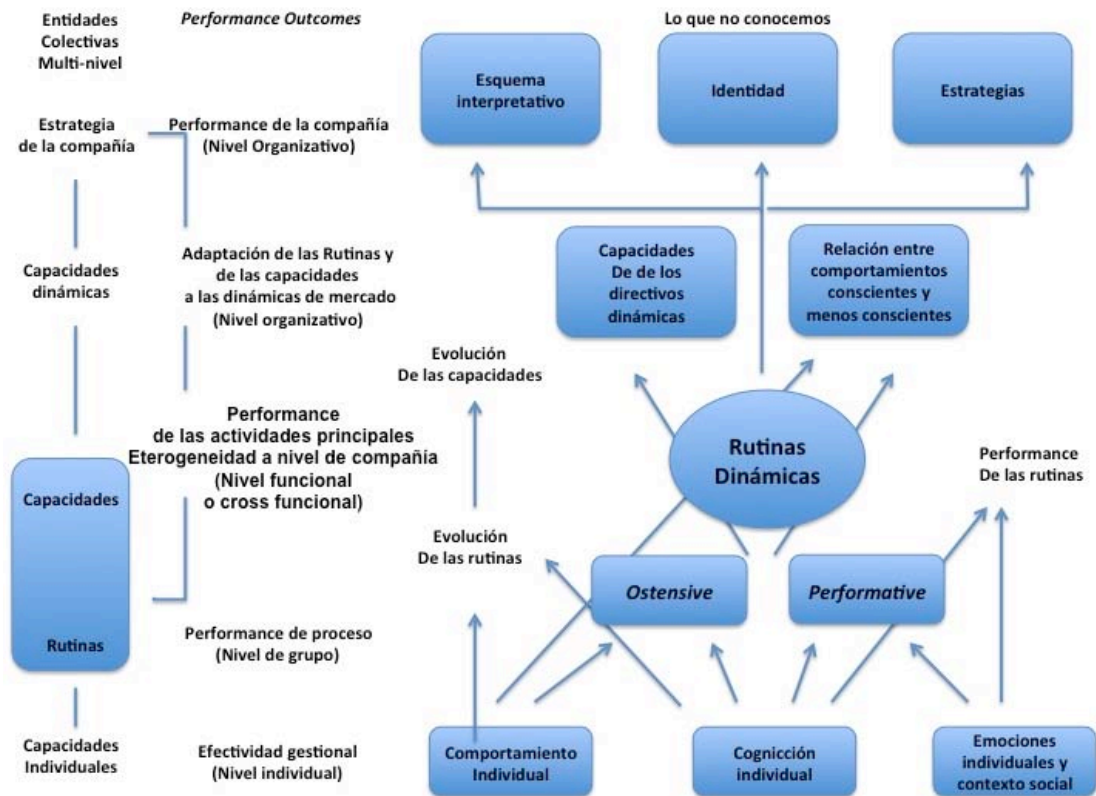 Entidades
Colectivas
Multi-nivel
Performance Outcomes
Lo que no conocemos
Esquema
interpretativo
Identidad
Estrategias
Estrategia
de la compañía
Performance de la compañía
(Nivel Organizativo)
Capacidades
dinámicas
Adaptación de las Rutinas y
de las capacidades
a las dinámicas de mercado
(Nivel organizativo)
Capacidades
De de los
directivos
dinámicas
Relación entre
comportamientos
conscientes y
menos conscientes
Evolución
De las capacidades
Performance
de las actividades principales
Eterogeneidad a nivel de compañía
(Nivel funcional
o cross funcional)
Rutinas
Dinámicas
Performance
De las rutinas
Capacidades
Rutinas
Evolución
De las rutinas
Ostensive
Performative
Performance de proceso
(Nivel de grupo)
Capacidades
Individuales
Efectividad gestional
(Nivel individual)
Comportamiento
Individual
Cognicción
individual
Emociones
individuales y
contexto social